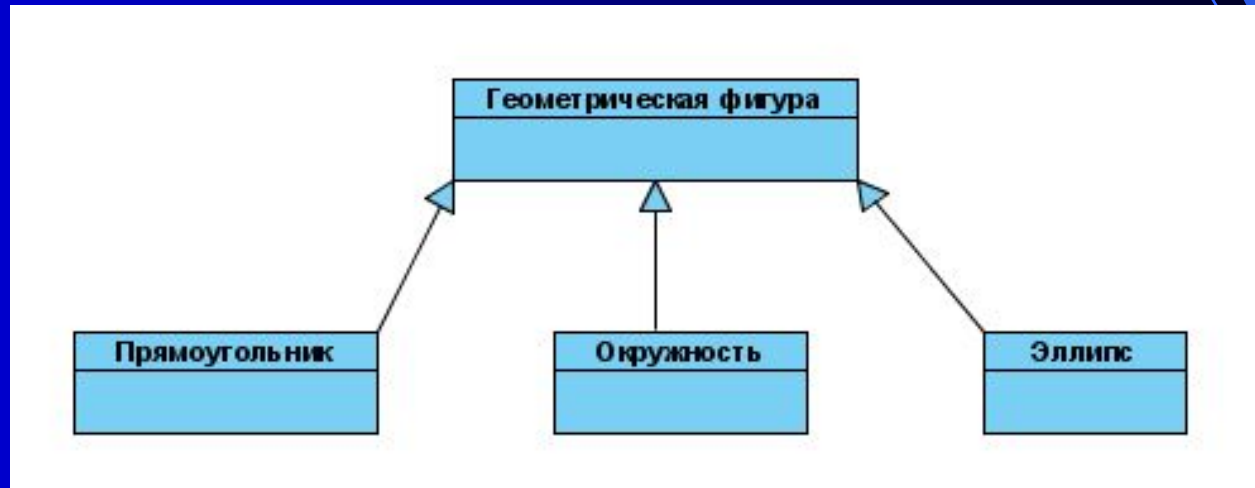 Геометрическая фигура
Прямоугольник
Окружность
Эллипс